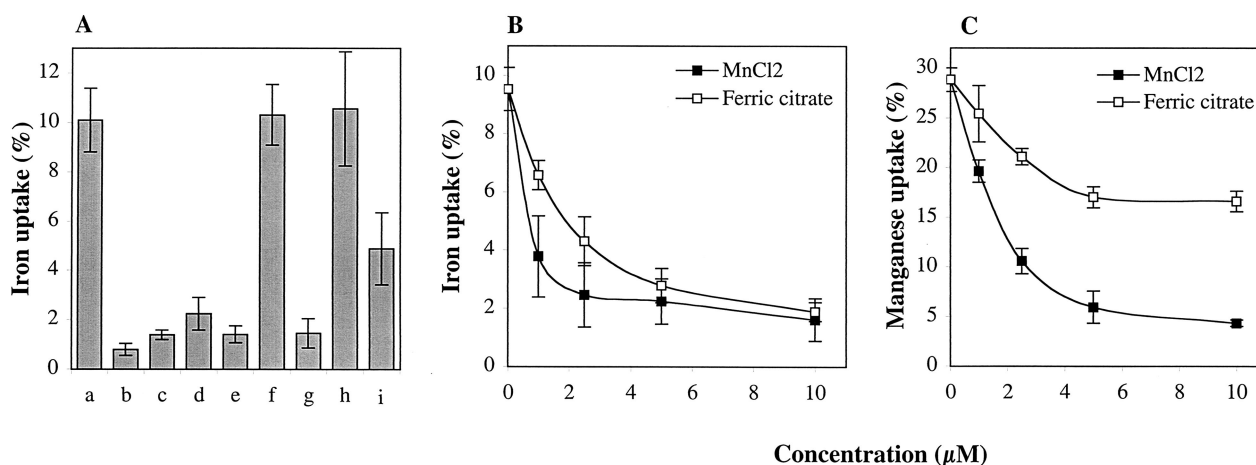 A
Iron uptake (%)
12
10
8
6
4
2
0
a b c d e f g h i
B
Iron uptake (%)
10
8
6
4
2
0
MnCl2
Ferric citrate
0 2 4 6 8 10
C
Manganese uptake (%)
30
25
20
15
10
5
0
MnCl2
Ferric citrate
0 2 4 6 8 10
Concentration (µM)